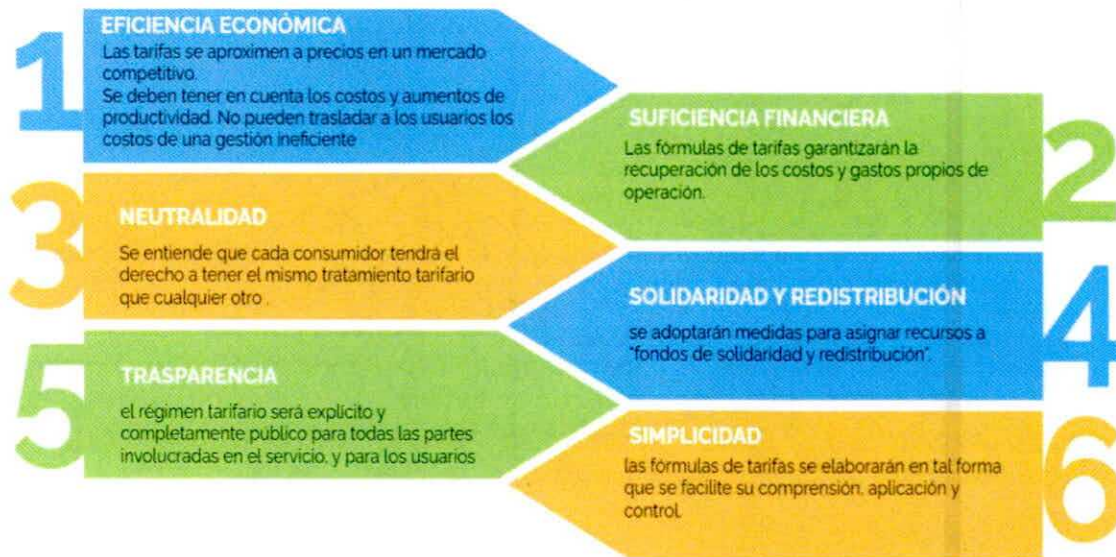 1
EFICIENCIA ECONÓMICA
Las tarifas se aproximen a precios en un mercado
competitivo.
Se deben tener en cuenta los costos y aumentos de
productividad. No pueden trasladar a los usuarios los
costos de una gestión ineficiente
2
SUFICIENCIA FINANCIERA
Las fórmulas de tarifas garantizarán la
recuperación de los costos y gastos propios de
operación.
3
NEUTRALIDAD
Se entiende que cada consumidor tendrá el
derecho a tener el mismo tratamiento tarifario
que cualquier otro .
4
SOLIDARIDAD Y REDISTRIBUCIÓN
se adoptarán medidas para asignar recursos a
"fondos de solidaridad y redistribución".
5
TRASPARENCIA
el régimen tarifario será explícito y
completamente público para todas las partes
involucradas en el servicio, y para los usuarios
6
SIMPLICIDAD
las fórmulas de tarifas se elaborarán en tal forma
que se facilite su comprensión, aplicación y
control.